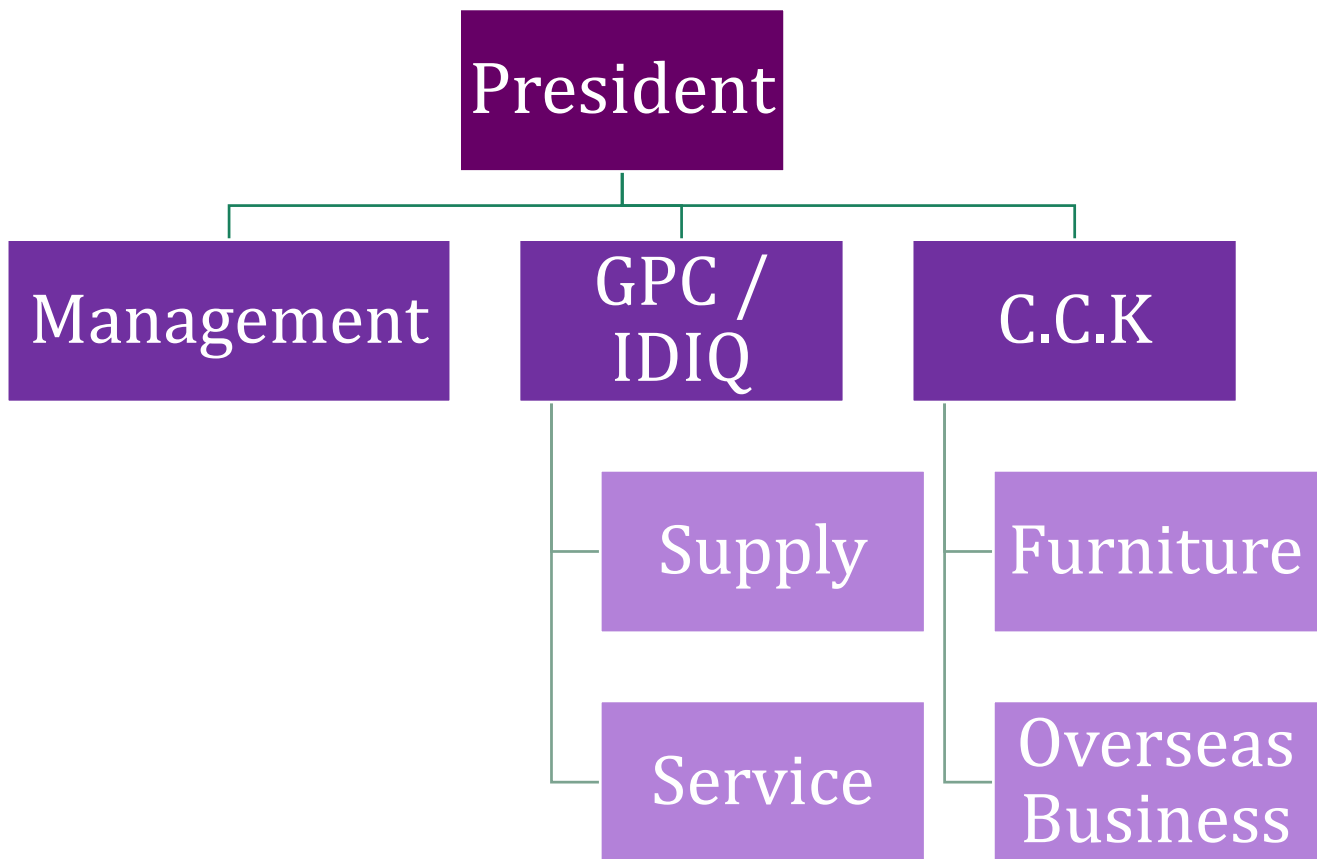 President
Management
GPC /
IDIQ
C.C.K
Supply
Furniture
Service
Overseas
Business